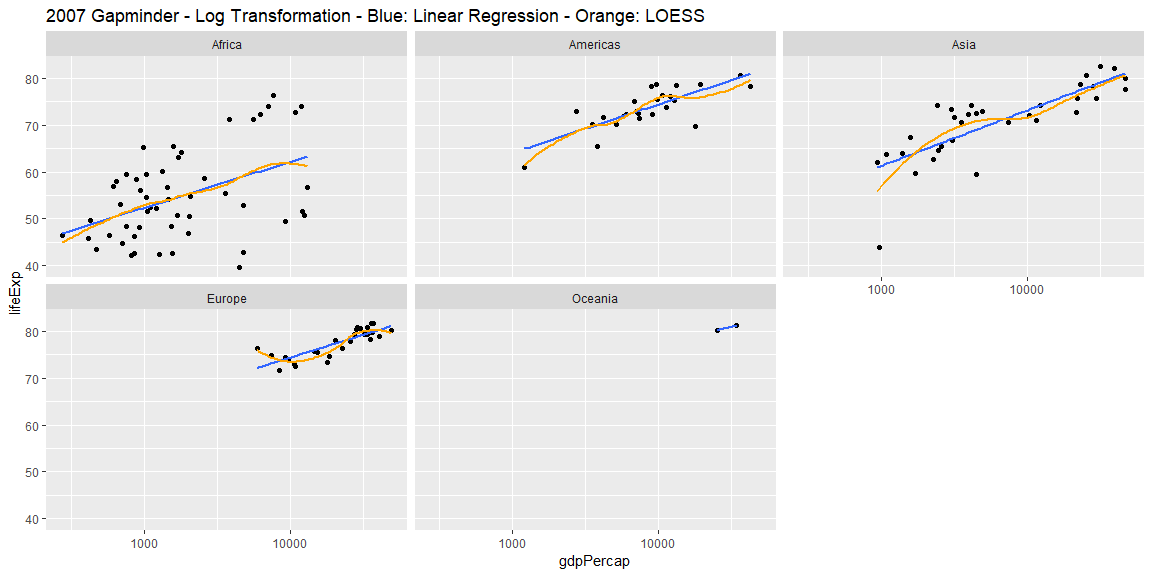 2007 Gapminder - Log Transformation - Blue: Linear Regression - Orange: LOESS
Africa
Americas
Asia
80
70
60
50
40
1000
10000
lifeExp
Europe
Oceania
80
70
60
50
40
1000
10000
1000
10000
gdpPercap